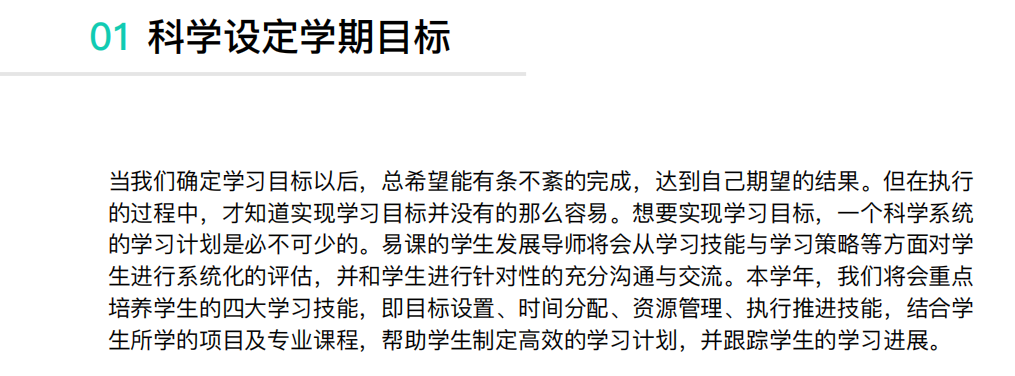 01 科学设定学期目标
当我们确定学习目标以后，总希望能有条不紊的完成，达到自己期望的结果。但在执行
的过程中，才知道实现学习目标并没有的那么容易。想要实现学习目标，一个科学系统
的学习计划是必不可少的。易课的学生发展导师将会从学习技能与学习策略等方面对学
生进行系统化的评估，并和学生进行针对性的充分沟通与交流。本学年，我们将会重点
培养学生的四大学习技能，即目标设置、时间分配、资源管理、执行推进技能，结合学
生所学的项目及专业课程，帮助学生制定高效的学习计划，并跟踪学生的学习进展。